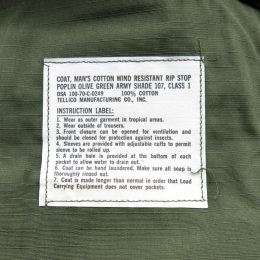 COAT, MAN'S COTTON WIND RESISTANT RIP STOP
POPLIN OLIVE GREEN ARMY SHADE 107, CLASS 1
DSA 100-70-C-0249 100% COTTON
TELLICO MANUFACTURING CO., INC.
INSTRUCTION LABEL:
1. Wear as outer garment in tropical areas.
2. Wear outside of trousers.
3. Front closure can be opened for ventilation and
should be closed for protection against insects.
4. Sleeves are provided with adjustable cuffs to permit
sleeve to be rolled.
5. A drain hole is provided at the bottom of each
pocket to allow water to drain out.
6. Coat can be hand laundered. Make sure all soap is
thoroughly rinsed out.
7. Coat is made longer than normal in order that Load
Carrying Equipment does not cover pockets.